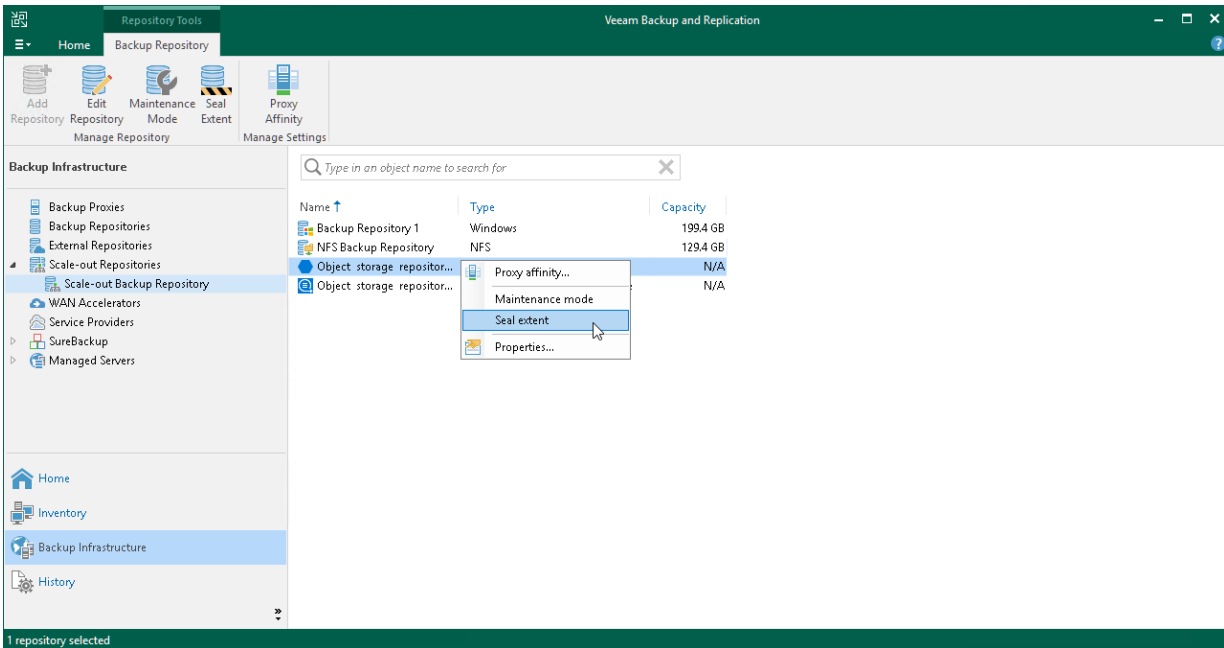 Repository Tools
Veeam Backup and Replication
Home
Backup Repository
Add Repository
Edit Repository
Maintenance Mode
Seal Extent
Proxy Affinity
Manage Repository
Manage Settings
Backup Infrastructure
Type in an object name to search for
Backup Proxies
Backup Repositories
External Repositories
Scale-out Repositories
Scale-out Backup Repository
WAN Accelerators
Service Providers
SureBackup
Managed Servers
Name Type Capacity
Backup Repository 1 Windows 199.4 GB
NFS Backup Repository NFS 129.4 GB
Object storage repositor... N/A
Object storage repositor... N/A
Proxy affinity...
Maintenance mode
Seal extent
Properties...
Home
Inventory
Backup Infrastructure
History
1 repository selected